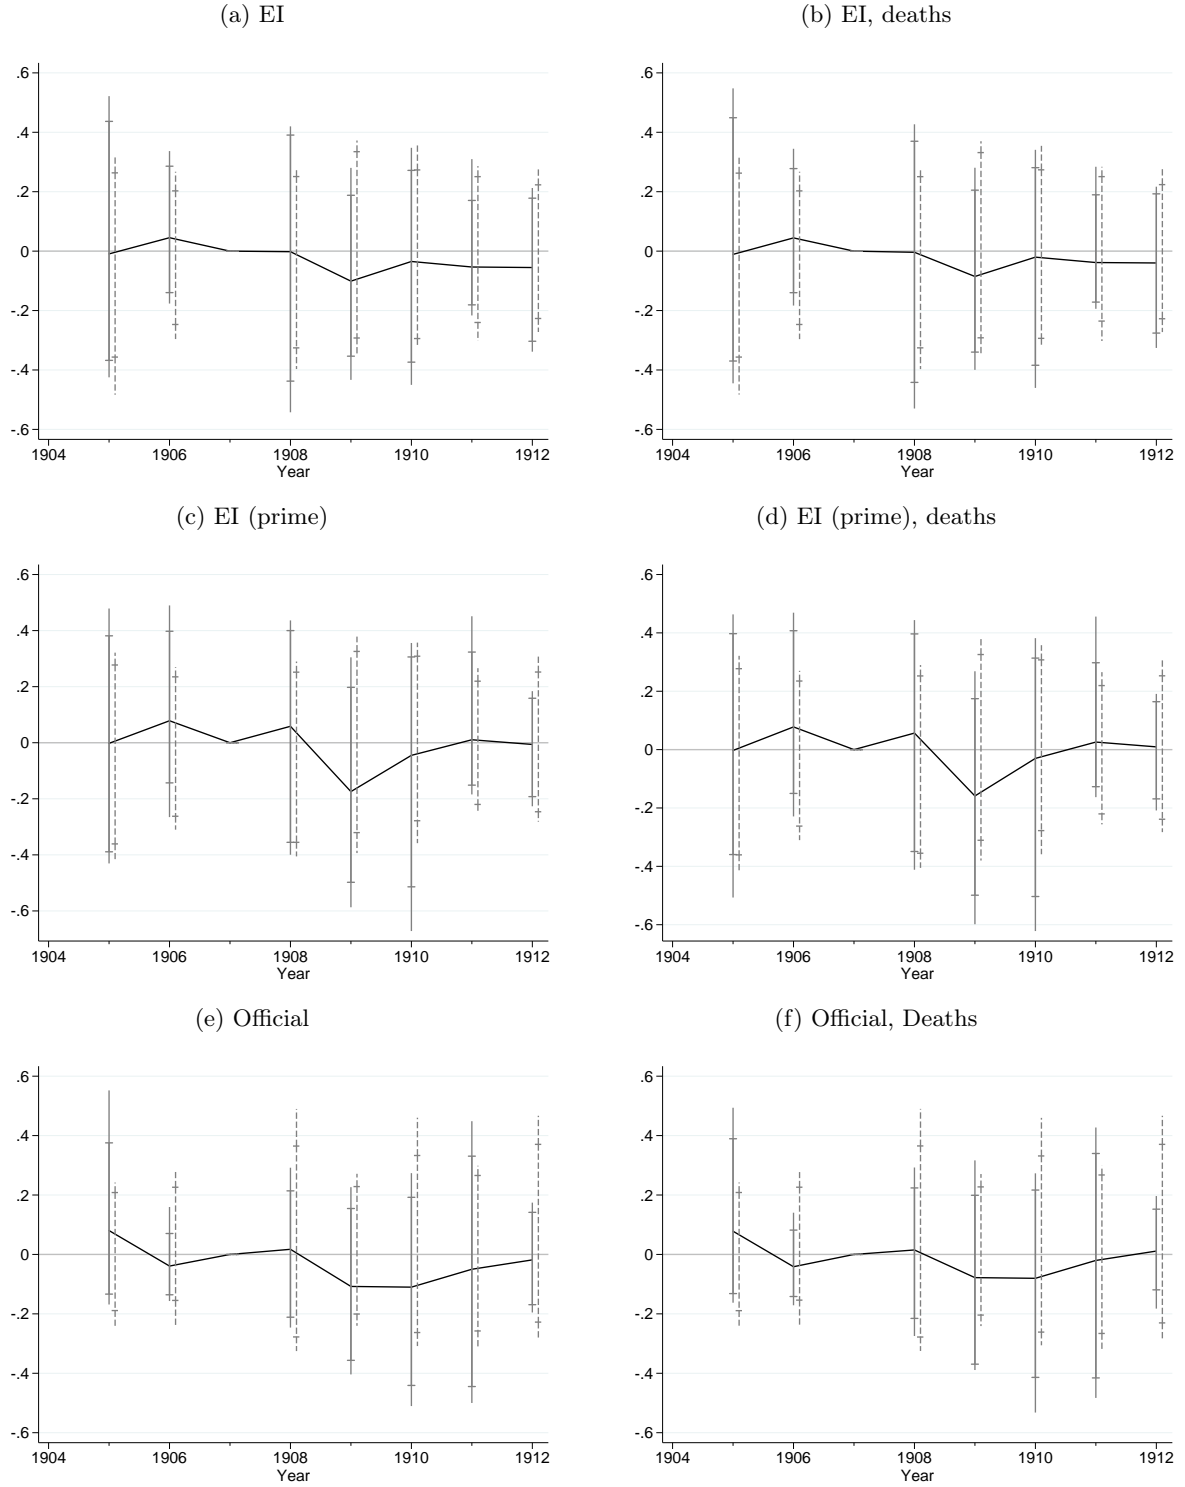 (a) EI
.6
.4
.2
0
-.2
-.4
-.6
1904 1906 1908 1910 1912
Year
(b) EI, deaths
.6
.4
.2
0
-.2
-.4
-.6
1904 1906 1908 1910 1912
Year
(c) EI (prime)
.6
.4
.2
0
-.2
-.4
-.6
1904 1906 1908 1910 1912
Year
(d) EI (prime), deaths
.6
.4
.2
0
-.2
-.4
-.6
1904 1906 1908 1910 1912
Year
(e) Official
.6
.4
.2
0
-.2
-.4
-.6
1904 1906 1908 1910 1912
Year
(f) Official, Deaths
.6
.4
.2
0
-.2
-.4
-.6
1904 1906 1908 1910 1912
Year